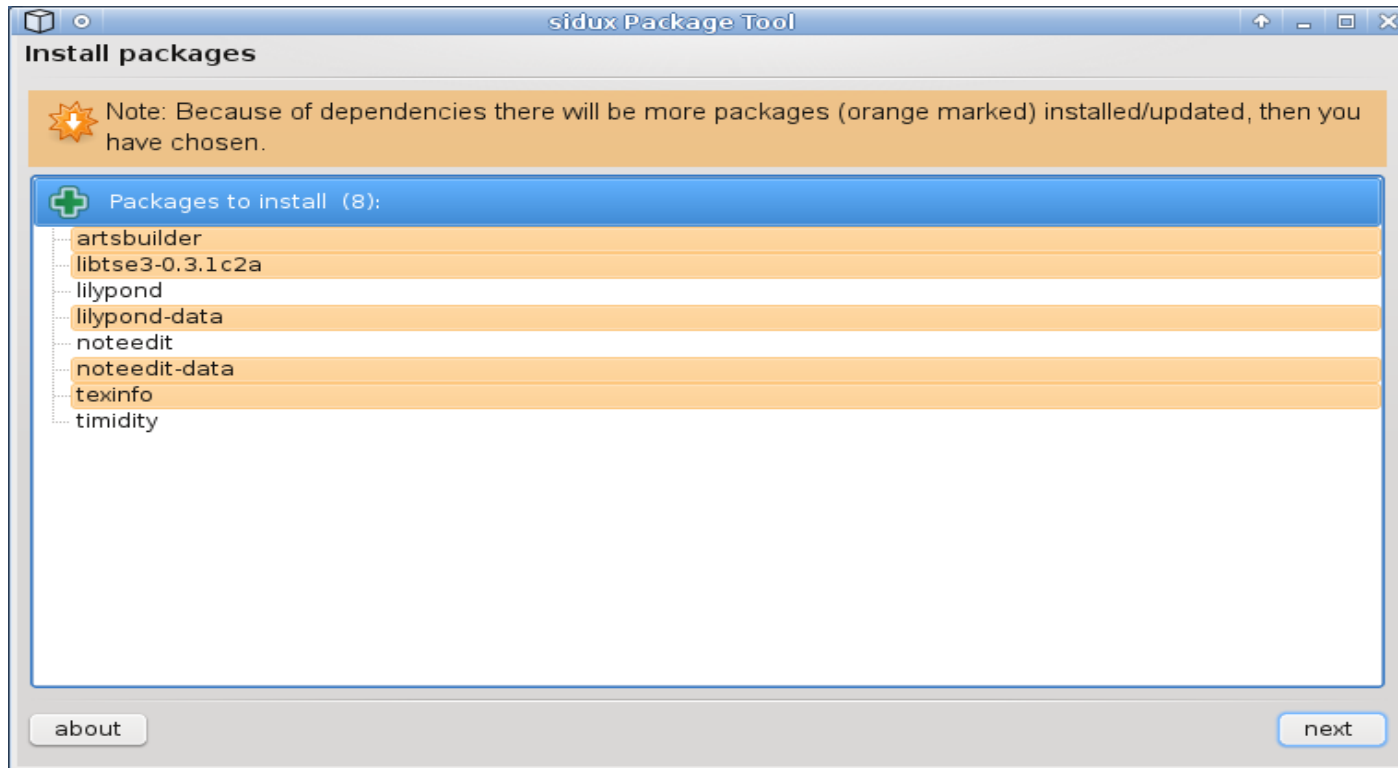 sidux Package Tool
Install packages
Note: Because of dependencies there will be more packages (orange marked) installed/updated, then you
have chosen.
Packages to install (8):
artsbuilder
libtse3-0.3.1c2a
lilypond
lilypond-data
noteedit
noteedit-data
texinfo
timidity
about
next